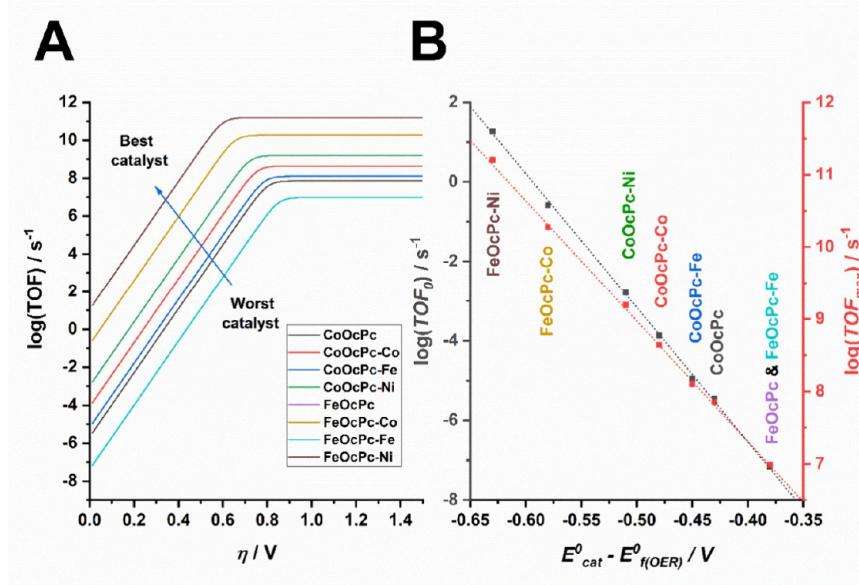 A
B
12
10
8
6
4
2
0
-2
-4
-6
-8
log(TOF) / s⁻¹
Best
catalyst
Worst
catalyst
CoOcPc
CoOcPc-Co
CoOcPc-Fe
CoOcPc-Ni
FeOcPc
FeOcPc-Co
FeOcPc-Fe
FeOcPc-Ni
0.0 0.2 0.4 0.6 0.8 1.0 1.2 1.4
η / V
2
0
-2
-4
-6
-8
log(TOF₀) / s⁻¹
FeOcPc-Ni
FeOcPc-Co
CoOcPc-Ni
CoOcPc-Co
CoOcPc-Fe
CoOcPc
FeOcPc & FeOcPc-Fe
12
11
10
9
8
7
log(TOFₘₐₓ) / s⁻¹
-0.65 -0.60 -0.55 -0.50 -0.45 -0.40 -0.35
E⁰cat - E⁰f(OER) / V